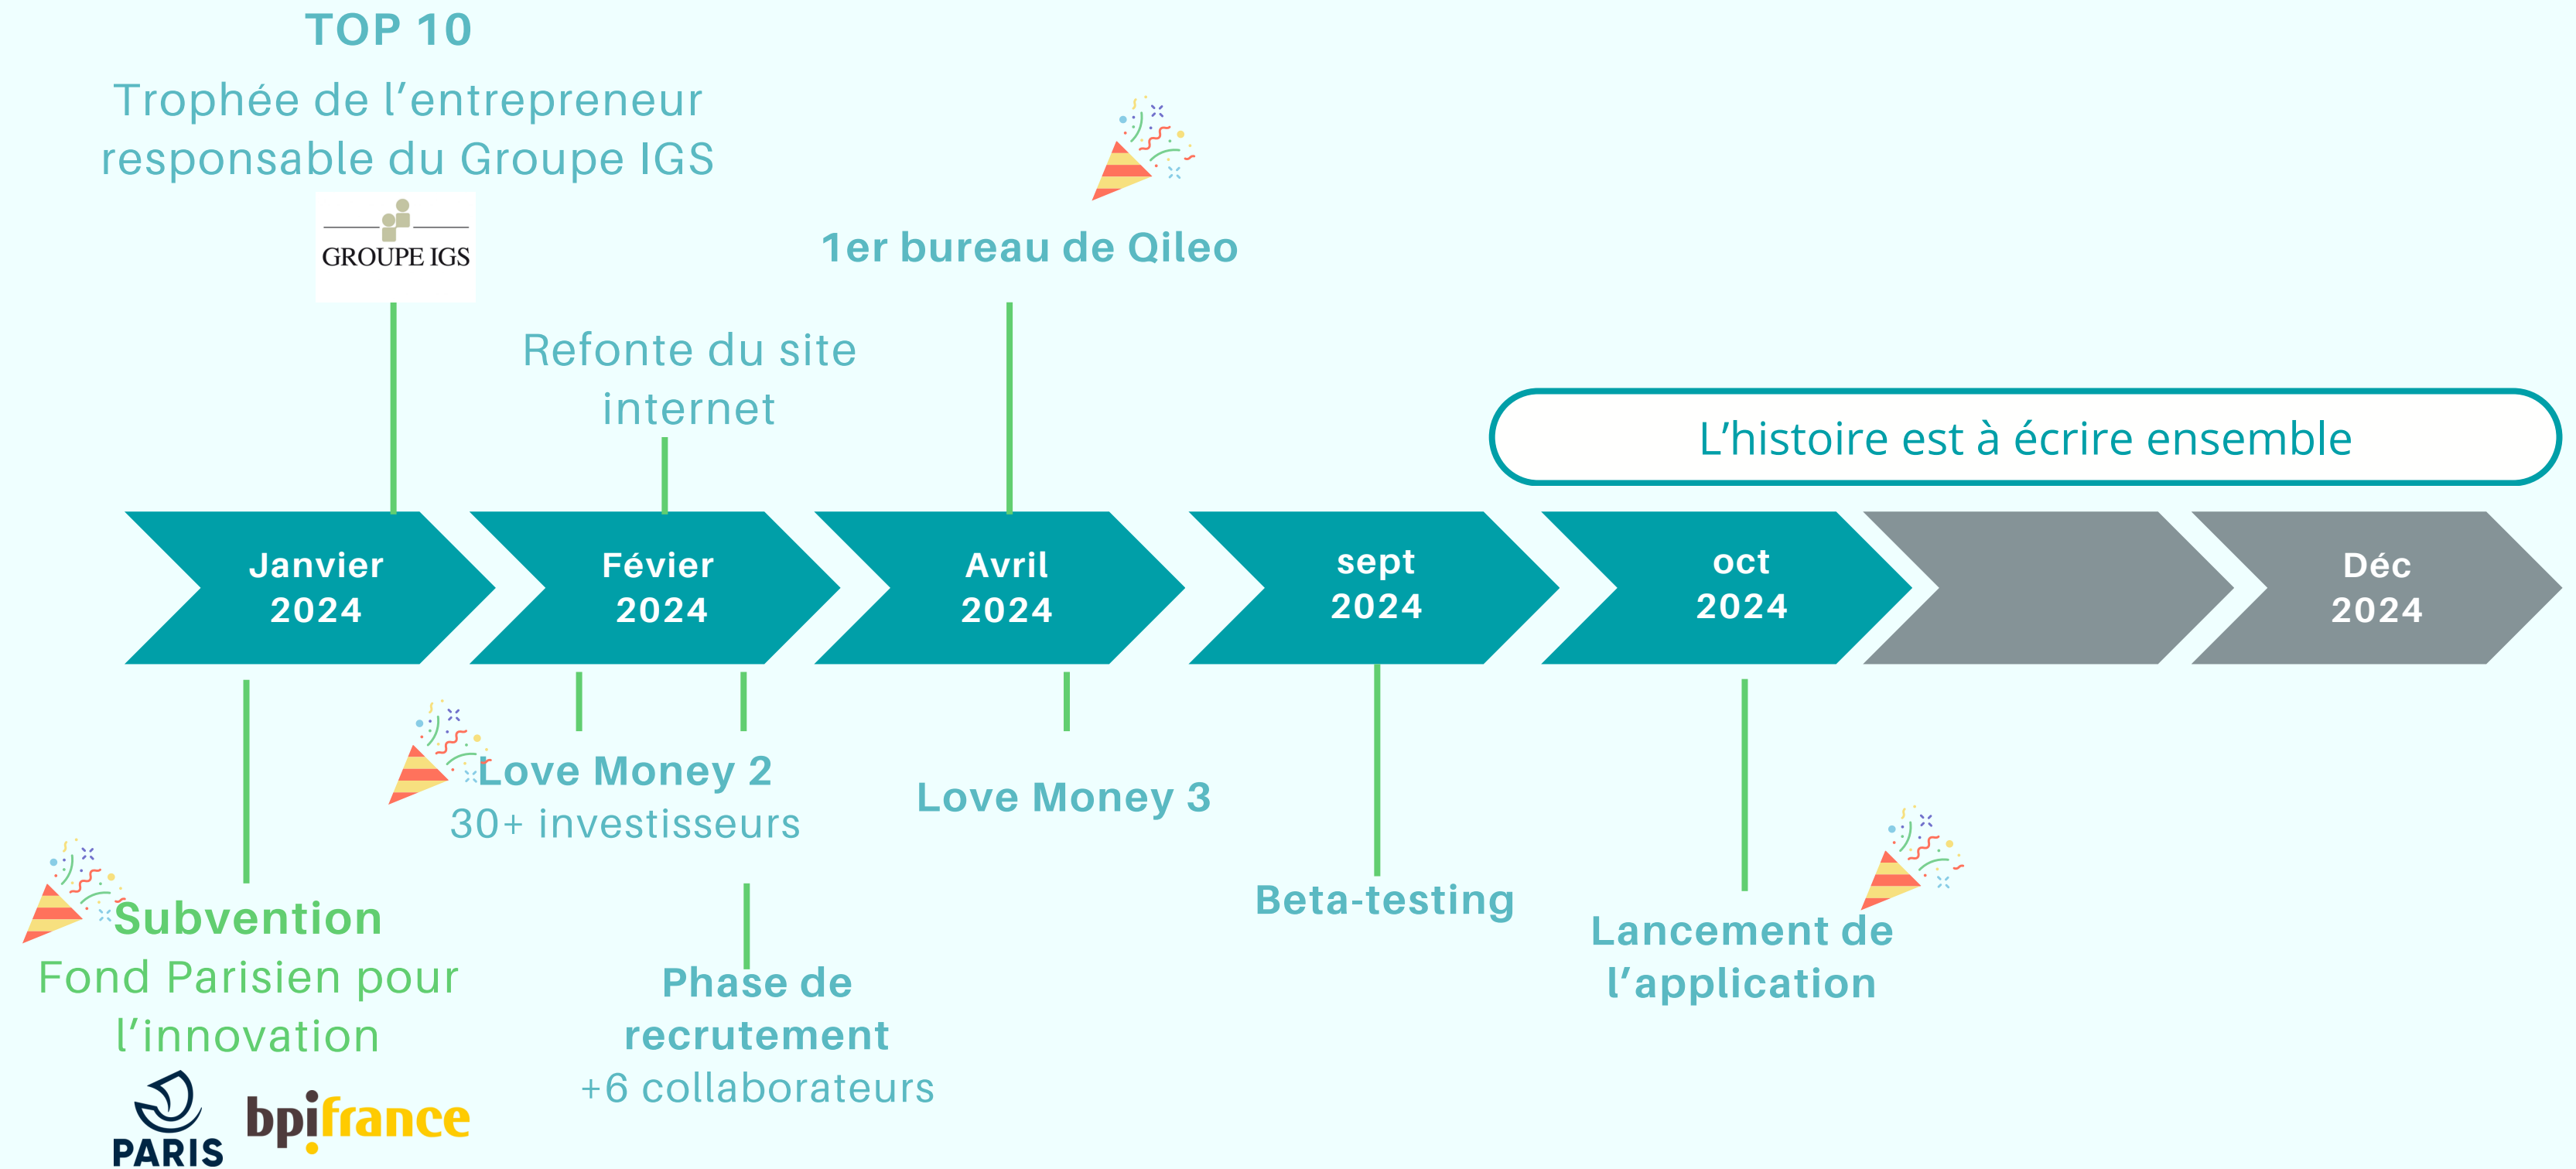 TOP 10
Trophée de l’entrepreneur
responsable du Groupe IGS
GROUPE IGS
1er bureau de Qileo
Refonte du site
internet
L’histoire est à écrire ensemble
Janvier
2024
Févier
2024
Avril
2024
sept
2024
oct
2024
Déc
2024
Subvention
Fond Parisien pour
l’innovation
PARIS
bpifrance
Love Money 2
30+ investisseurs
Phase de
recrutement
+6 collaborateurs
Love Money 3
Beta-testing
Lancement de
l’application